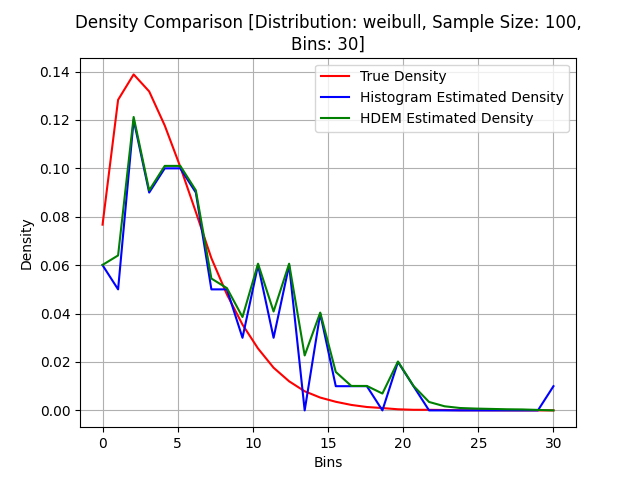 Density Comparison [Distribution: weibull, Sample Size: 100,
Bins: 30]
True Density
Histogram Estimated Density
HDEM Estimated Density
Density
0.14
0.12
0.10
0.08
0.06
0.04
0.02
0.00
0 5 10 15 20 25 30
Bins